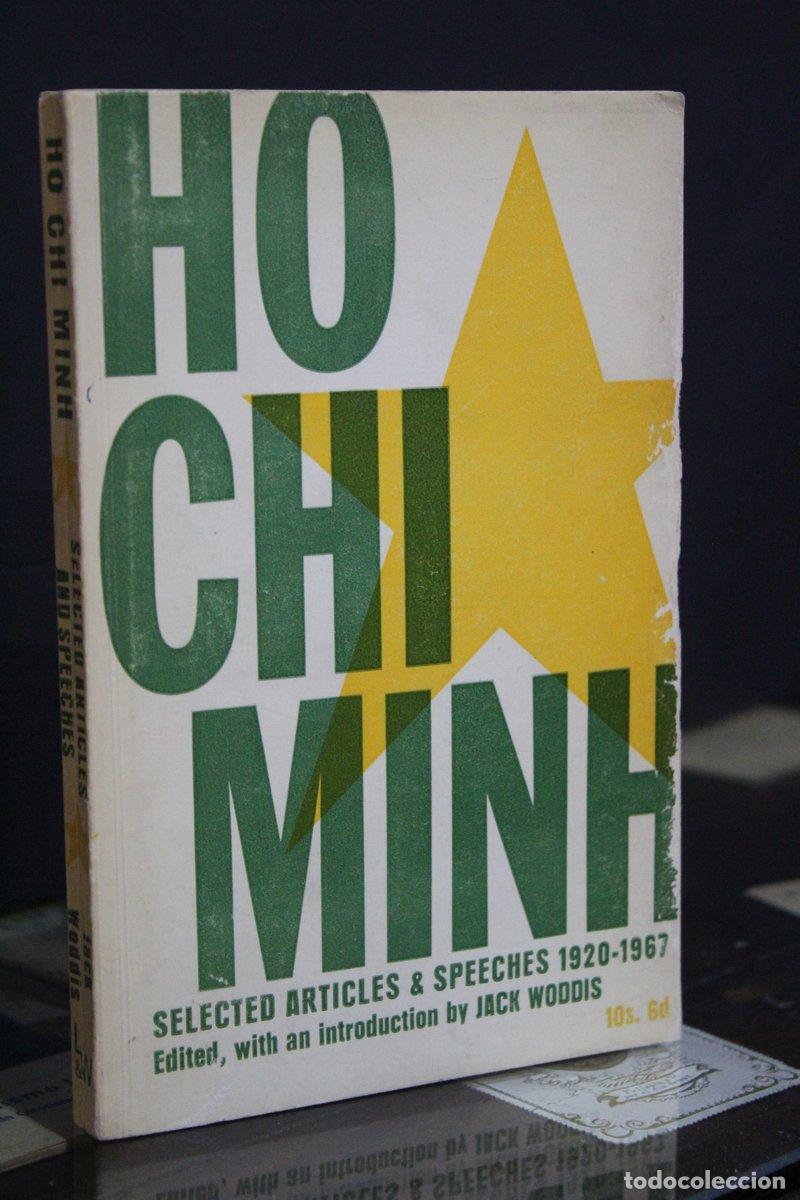 HO
CHI
MINH
SELECTED ARTICLES & SPEECHES 1920-1967
Edited, with an introduction by JACK WODDIS
10s. 6d
HO CHI MINH
SELECTED ARTICLES
AND SPEECHES
Jack
Woddis
L
&W
todocoleccion